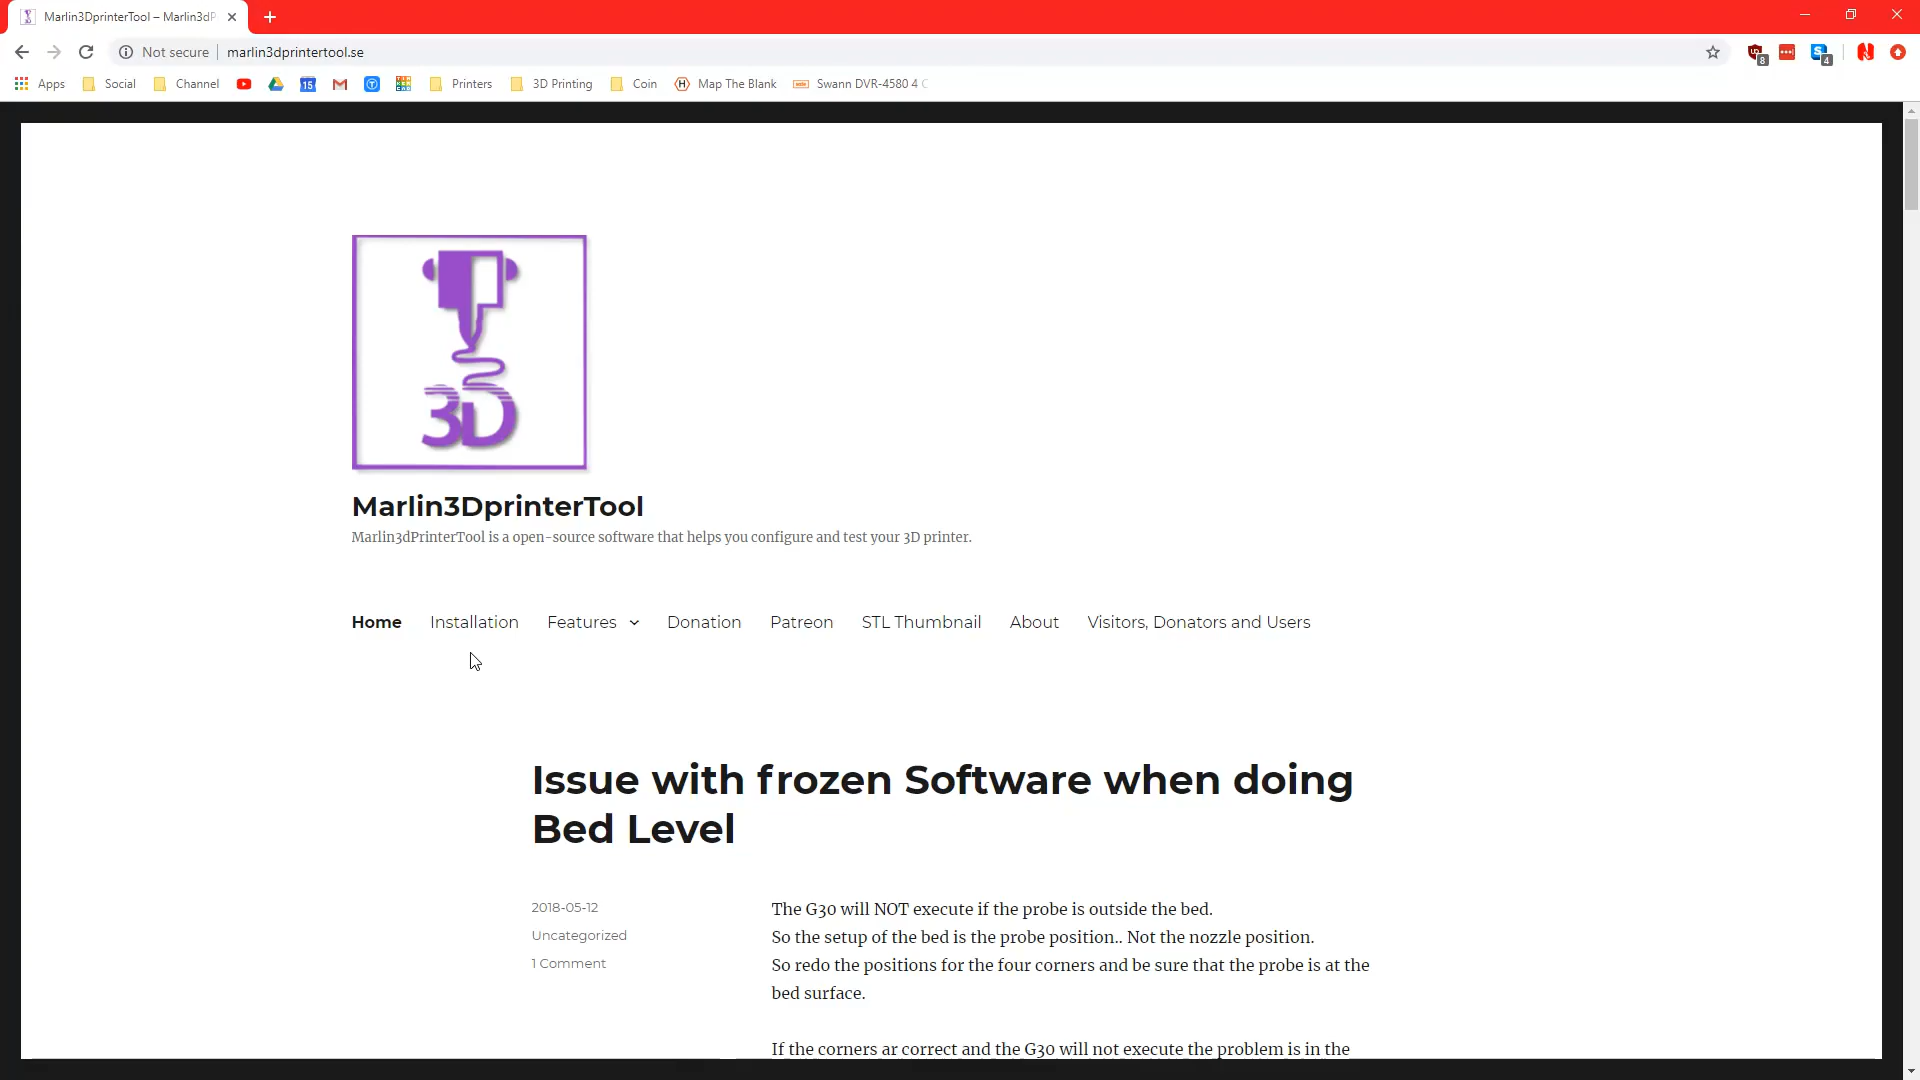 Marlin3DprinterTool – Marlin3dP
Not secure
marlin3dprintertool.se
8
4
Apps
Social
Channel
15
Printers
3D Printing
Coin
Map The Blank
Swann DVR-4580 4 C
3D
Marlin3DprinterTool
Marlin3dPrinterTool is a open-source software that helps you configure and test your 3D printer.
Home Installation Features Donation Patreon STL Thumbnail About Visitors, Donators and Users
Issue with frozen Software when doing
Bed Level
2018-05-12
Uncategorized
1 Comment
The G30 will NOT execute if the probe is outside the bed.
So the setup of the bed is the probe position.. Not the nozzle position.
So redo the positions for the four corners and be sure that the probe is at the
bed surface.
If the corners ar correct and the G30 will not execute the problem is in the